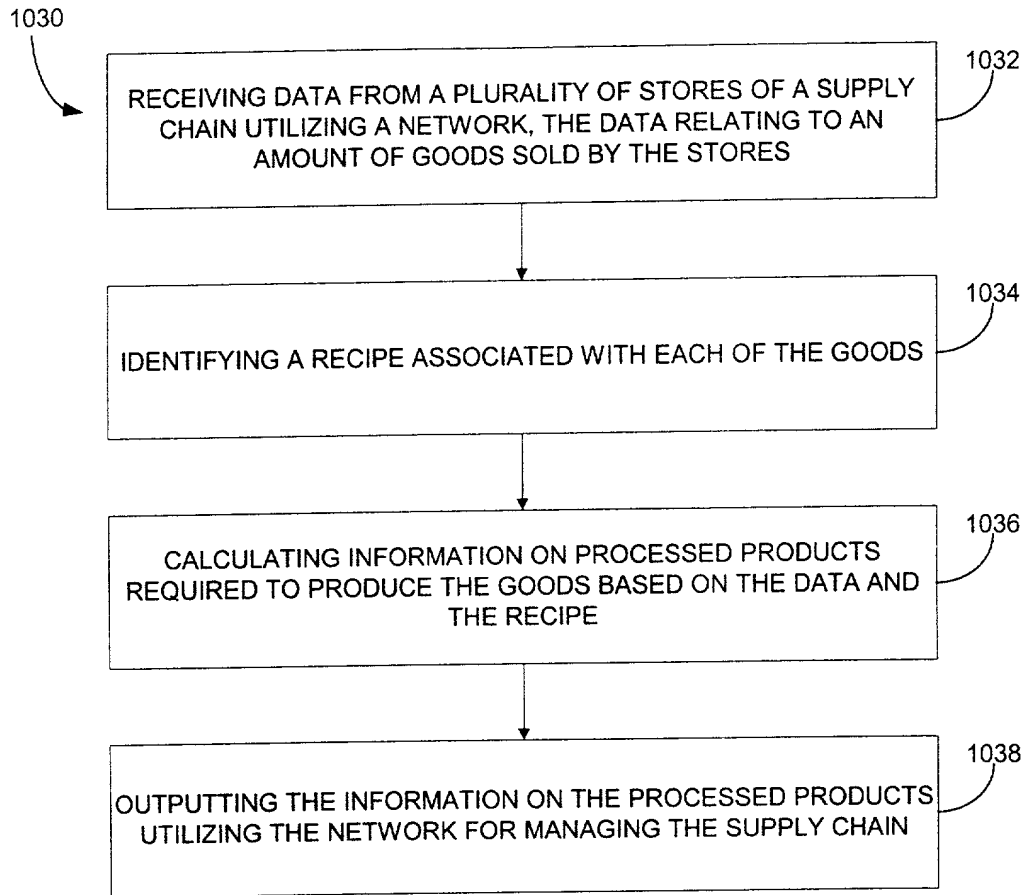 1030
1032
RECEIVING DATA FROM A PLURALITY OF STORES OF A SUPPLY
CHAIN UTILIZING A NETWORK, THE DATA RELATING TO AN
AMOUNT OF GOODS SOLD BY THE STORES
1034
IDENTIFYING A RECIPE ASSOCIATED WITH EACH OF THE GOODS
1036
CALCULATING INFORMATION ON PROCESSED PRODUCTS
REQUIRED TO PRODUCE THE GOODS BASED ON THE DATA AND
THE RECIPE
1038
OUTPUTTING THE INFORMATION ON THE PROCESSED PRODUCTS
UTILIZING THE NETWORK FOR MANAGING THE SUPPLY CHAIN